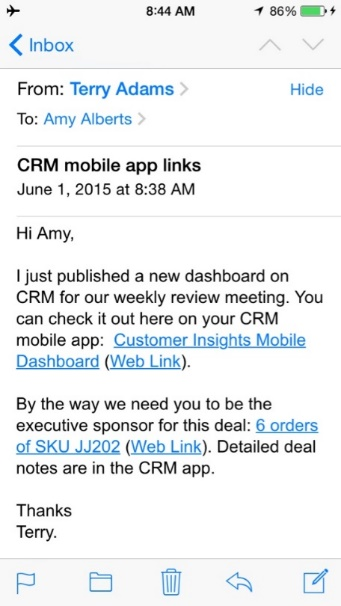 8:44 AM
86%
Inbox
From: Terry Adams
Hide
To: Amy Alberts
CRM mobile app links
June 1, 2015 at 8:38 AM
Hi Amy,
I just published a new dashboard on
CRM for our weekly review meeting. You
can check it out here on your CRM
mobile app:  Customer Insights Mobile
Dashboard (Web Link).
By the way we need you to be the
executive sponsor for this deal: 6 orders
of SKU JJ202 (Web Link). Detailed deal
notes are in the CRM app.
Thanks
Terry.